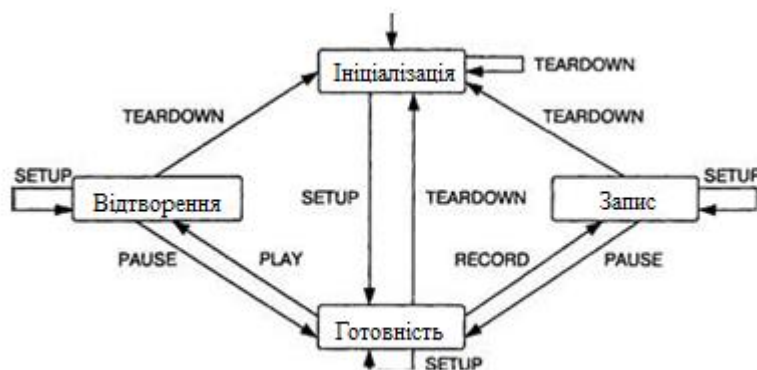 Ініціалізація
TEARDOWN
TEARDOWN
TEARDOWN
SETUP
Відтворення
SETUP
TEARDOWN
Запис
SETUP
PAUSE
PLAY
RECORD
PAUSE
Готовність
SETUP